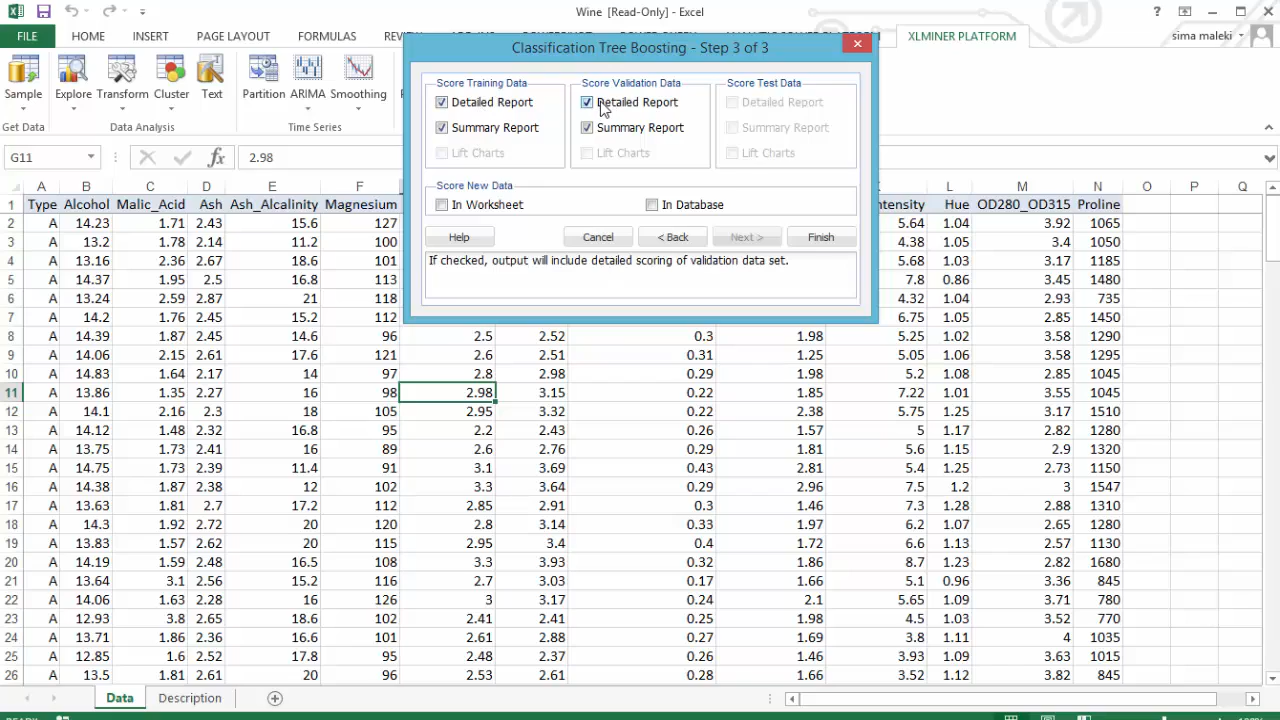 Wine [Read-Only] - Excel
FILE HOME INSERT PAGE LAYOUT FORMULAS XLMINER PLATFORM sima maleki
Sample Explore Transform Cluster Text Partition ARIMA Smoothing
Get Data Data Analysis Time Series
Classification Tree Boosting - Step 3 of 3
Score Training Data Score Validation Data Score Test Data
Detailed Report Detailed Report Detailed Report
Summary Report Summary Report Summary Report
Lift Charts Lift Charts Lift Charts
Score New Data
In Worksheet In Database
Help Cancel < Back Next > Finish
If checked, output will include detailed scoring of validation data set.
G11 fx 2.98
A B C D E F L M N O P Q
1 Type Alcohol Malic_Acid Ash Ash_Alcalinity Magnesium ntensity Hue OD280_OD315 Proline
2 A 14.23 1.71 2.43 15.6 127 5.64 1.04 3.92 1065
3 A 13.2 1.78 2.14 11.2 100 4.38 1.05 3.4 1050
4 A 13.16 2.36 2.67 18.6 101 5.68 1.03 3.17 1185
5 A 14.37 1.95 2.5 16.8 113 7.8 0.86 3.45 1480
6 A 13.24 2.59 2.87 21 118 4.32 1.04 2.93 735
7 A 14.2 1.76 2.45 15.2 112 6.75 1.05 2.85 1450
8 A 14.39 1.87 2.45 14.6 96 2.5 2.52 0.3 1.98 5.25 1.02 3.58 1290
9 A 14.06 2.15 2.61 17.6 121 2.6 2.51 0.31 1.25 5.05 1.06 3.58 1295
10 A 14.83 1.64 2.17 14 97 2.8 2.98 0.29 1.98 5.2 1.08 2.85 1045
11 A 13.86 1.35 2.27 16 98 2.98 3.15 0.22 1.85 7.22 1.01 3.55 1045
12 A 14.1 2.16 2.3 18 105 2.95 3.32 0.22 2.38 5.75 1.25 3.17 1510
13 A 14.12 1.48 2.32 16.8 95 2.2 2.43 0.26 1.57 5 1.17 2.82 1280
14 A 13.75 1.73 2.41 16 89 2.6 2.76 0.29 1.81 5.6 1.15 2.9 1320
15 A 14.75 1.73 2.39 11.4 91 3.1 3.69 0.43 2.81 5.4 1.25 2.73 1150
16 A 14.38 1.87 2.38 12 102 3.3 3.64 0.29 2.96 7.5 1.2 3 1547
17 A 13.63 1.81 2.7 17.2 112 2.85 2.91 0.3 1.46 7.3 1.28 2.88 1310
18 A 14.3 1.92 2.72 20 120 2.8 3.14 0.33 1.97 6.2 1.07 2.65 1280
19 A 13.83 1.57 2.62 20 115 2.95 3.4 0.4 1.72 6.6 1.13 2.57 1130
20 A 14.19 1.59 2.48 16.5 108 3.3 3.93 0.32 1.86 8.7 1.23 2.82 1680
21 A 13.64 3.1 2.56 15.2 116 2.7 3.03 0.17 1.66 5.1 0.96 3.36 845
22 A 14.06 1.63 2.28 16 126 3 3.17 0.24 2.1 5.65 1.09 3.71 780
23 A 12.93 3.8 2.65 18.6 102 2.41 2.41 0.25 1.98 4.5 1.03 3.52 770
24 A 13.71 1.86 2.36 16.6 101 2.61 2.88 0.27 1.69 3.8 1.11 4 1035
25 A 12.85 1.6 2.52 17.8 95 2.48 2.37 0.26 1.46 3.93 1.09 3.63 1015
26 A 13.5 1.81 2.61 20 96 2.53 2.61 0.28 1.66 3.52 1.12 3.82 845
Data Description